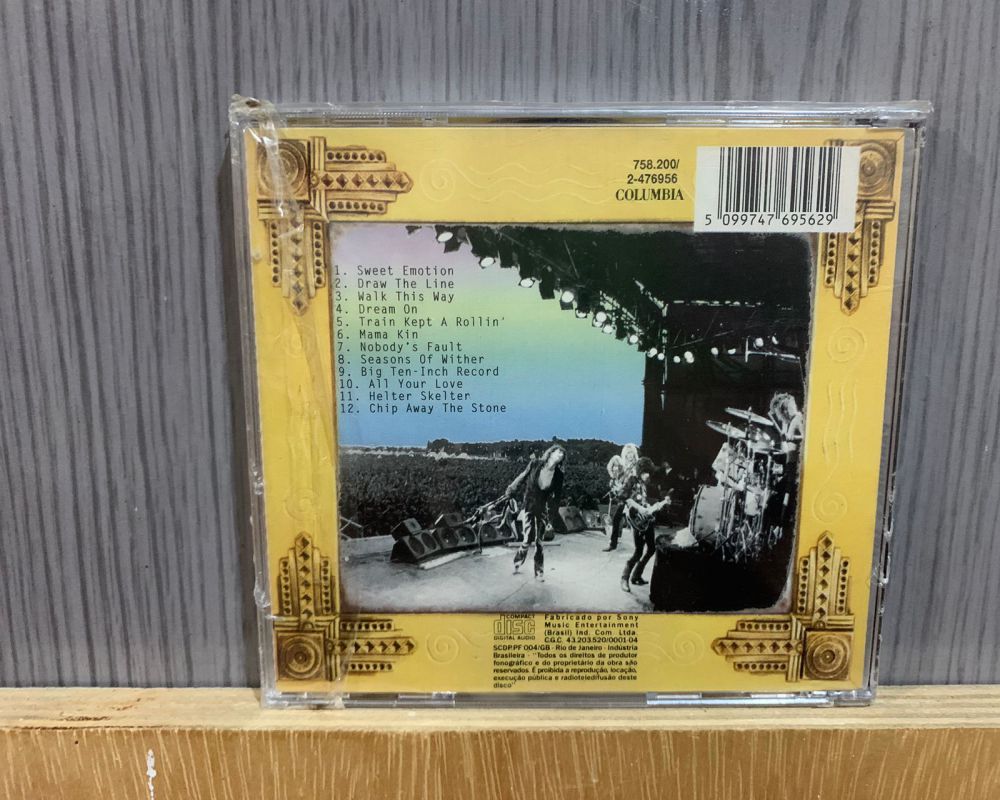 758.200/
2-476956
COLUMBIA
5 099747 695629
1. Sweet Emotion
2. Draw The Line
3. Walk This Way
4. Dream On
5. Train Kept A Rollin'
6. Mama Kin
7. Nobody's Fault
8. Seasons Of Wither
9. Big Ten-Inch Record
10. All Your Love
11. Helter Skelter
12. Chip Away The Stone
COMPACT
disc
DIGITAL AUDIO
Fabricado por Sony
Music Entertainment
(Brasil) Ind. Com. Ltda.
C.G.C. 43.203.520/0001-04
SCDP.PF 004/GB - Rio de Janeiro - Indústria
Brasileira - "Todos os direitos de produtor
fonográfico e do proprietário da obra são
reservados. É proibida a reprodução, locação,
execução pública e radioteledifusão deste
disco"